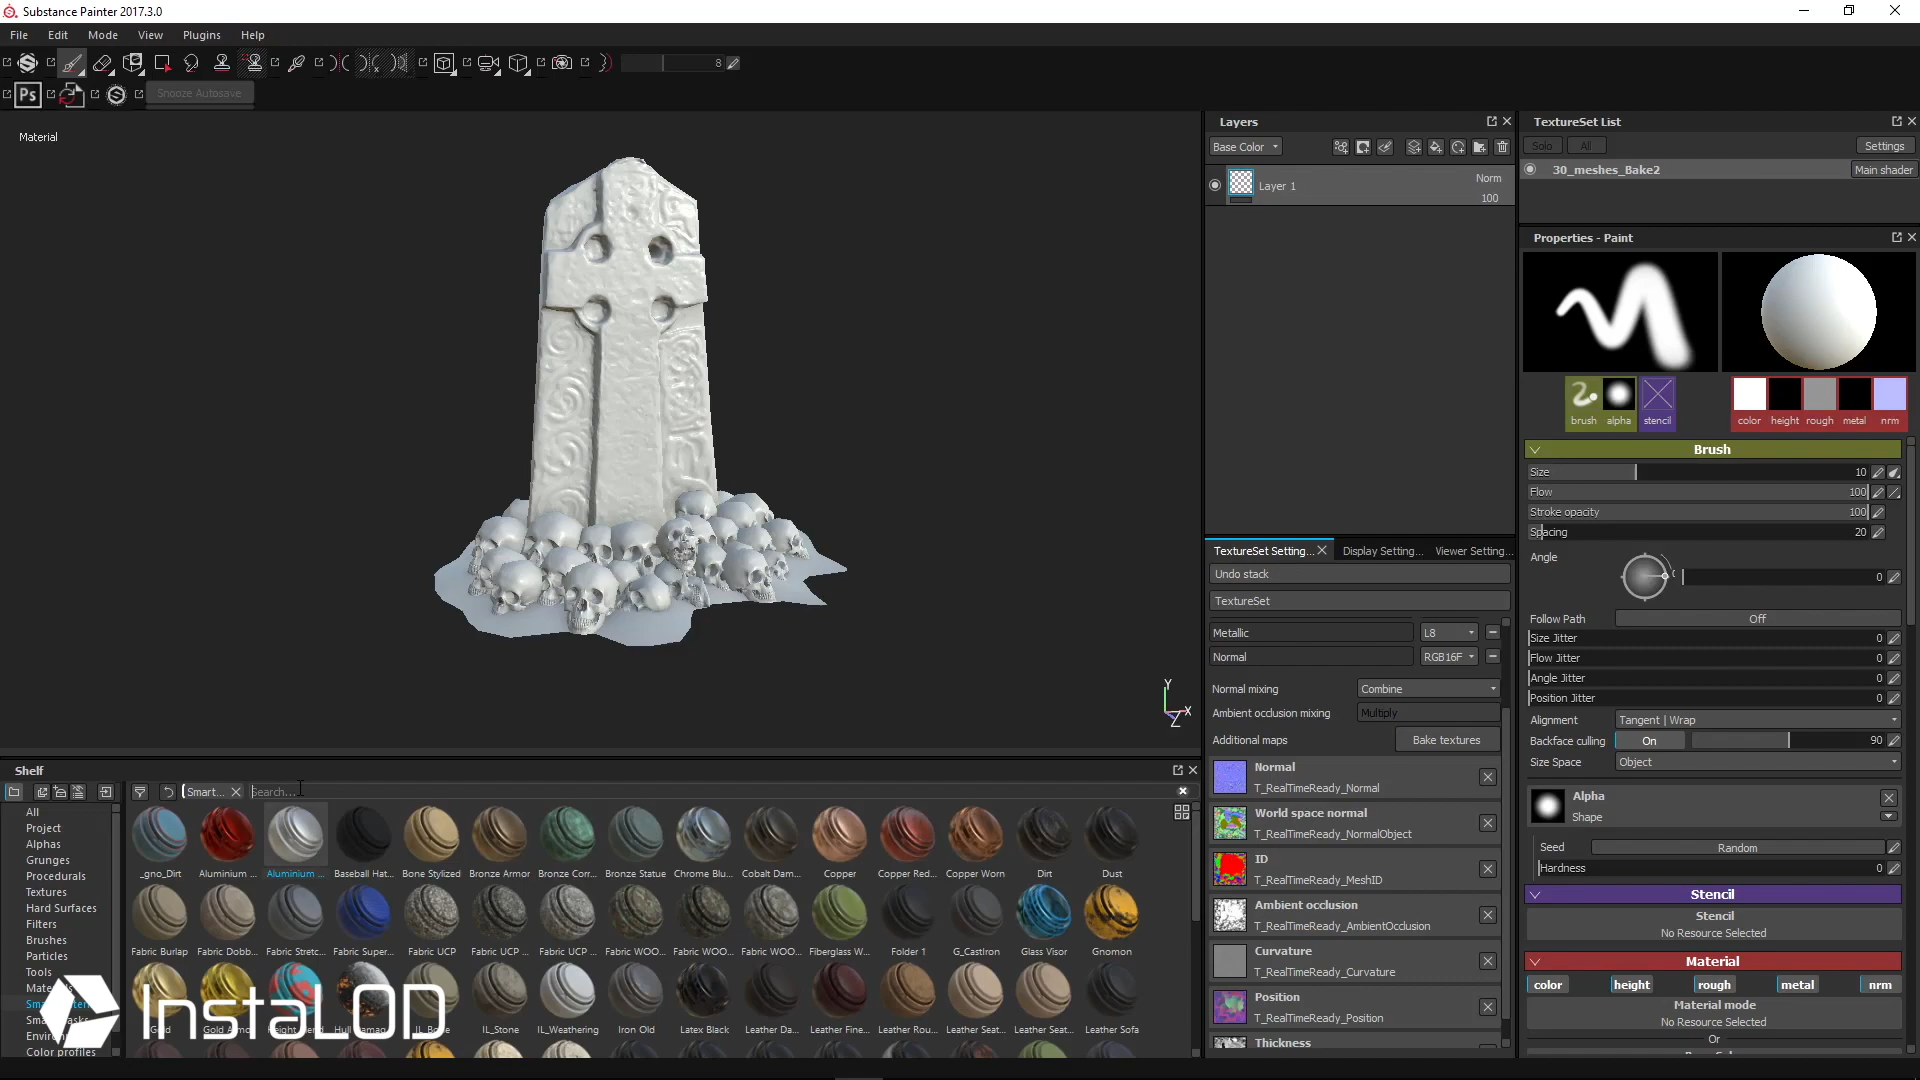 Substance Painter 2017.3.0
File Edit Mode View Plugins Help
8
Ps Snooze Autosave
Material
Layers
Base Color
Layer 1
Norm
100
TextureSet List
Solo All Settings
30_meshes_Bake2 Main shader
Properties - Paint
brush alpha stencil color height rough metal nrm
Brush
Size 10
Flow 100
Stroke opacity 100
Spacing 20
Angle 0
Follow Path Off
Size Jitter 0
Flow Jitter 0
Angle Jitter 0
Position Jitter 0
Alignment Tangent | Wrap
Backface culling On 90
Size Space Object
Alpha
Shape
Seed Random
Hardness 0
Stencil
Stencil
No Resource Selected
Material
color height rough metal nrm
Material mode
No Resource Selected
Or
TextureSet Setting... Display Setting... Viewer Setting...
Undo stack
TextureSet
Metallic L8
Normal RGB16F
Normal mixing Combine
Ambient occlusion mixing Multiply
Additional maps Bake textures
Normal
T_RealTimeReady_Normal
World space normal
T_RealTimeReady_NormalObject
ID
T_RealTimeReady_MeshID
Ambient occlusion
T_RealTimeReady_AmbientOcclusion
Curvature
T_RealTimeReady_Curvature
Position
T_RealTimeReady_Position
Thickness
Y
X
Z
Shelf
Smart... Search...
All
Project
Alphas
Grunges
Procedurals
Textures
Hard Surfaces
Filters
Brushes
Particles
Tools
Color profiles
_gno_Dirt Aluminium ... Aluminium ... Baseball Hat... Bone Stylized Bronze Armor Bronze Corr... Bronze Statue Chrome Blu... Cobalt Dam... Copper Copper Red... Copper Worn Dirt Dust
Fabric Burlap Fabric Dobb... Fabric Stretc... Fabric Super... Fabric UCP Fabric UCP ... Fabric UCP ... Fabric WOO... Fabric WOO... Fabric WOO... Fiberglass W... Folder 1 G_CastIron Glass Visor Gnomon
IL_Stone IL_Weathering Iron Old Latex Black Leather Da... Leather Fine... Leather Rou... Leather Seat... Leather Seat... Leather Sofa
InstaLOD